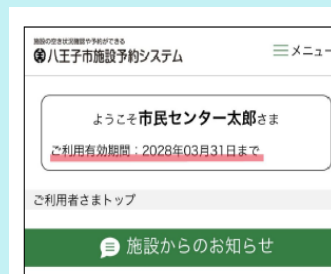 施設の空き状況確認や予約ができる
八王子市施設予約システム
メニュー
ようこそ市民センター太郎さま
ご利用有効期間：2028年03月31日まで
ご利用者さまトップ
施設からのお知らせ